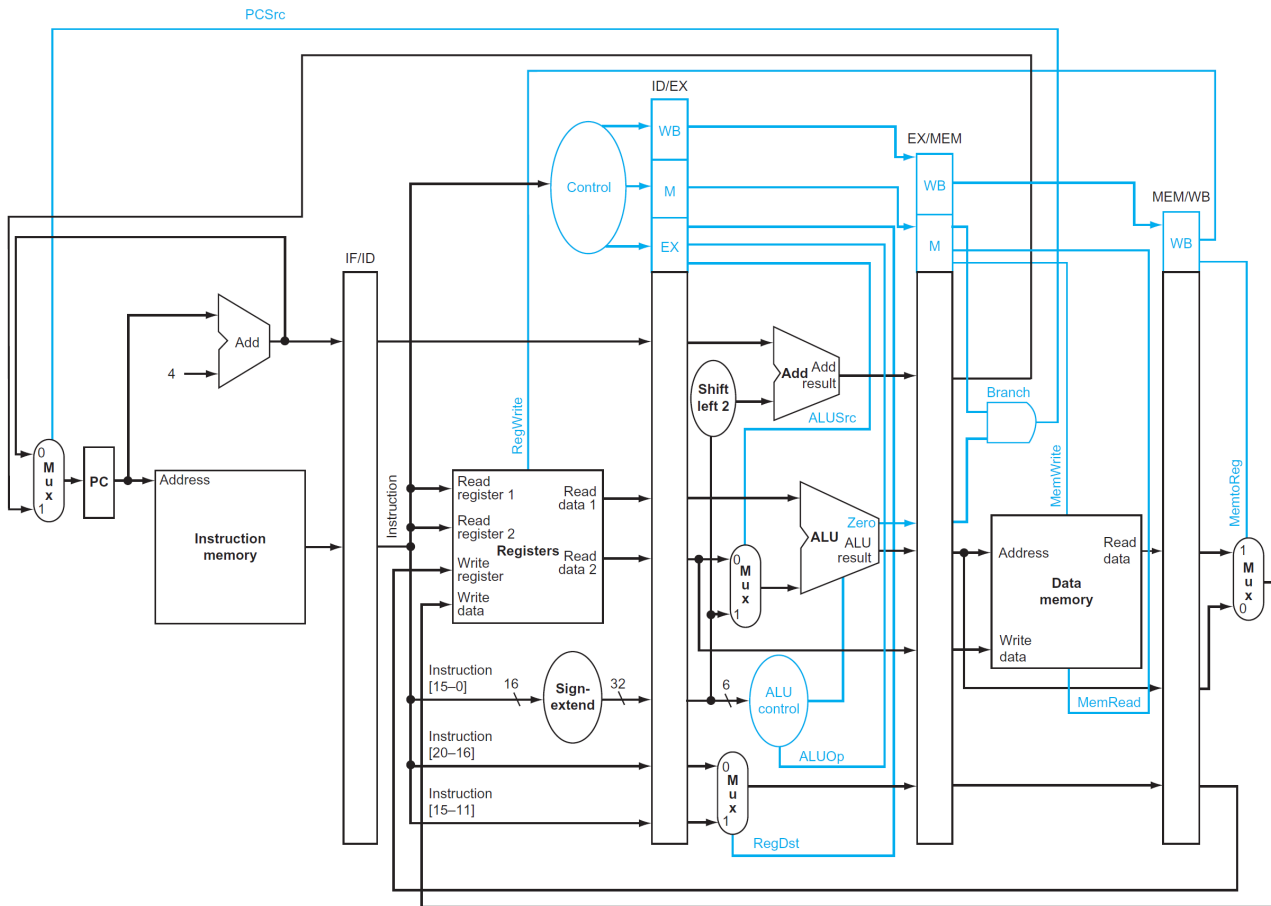 PCSrc
ID/EX
WB
EX/MEM
Control
M
WB
MEM/WB
EX
M
WB
IF/ID
Add
4
Shift
left 2
Add
Add
result
Branch
ALUSrc
RegWrite
MemWrite
MemtoReg
0
M
u
x
1
PC
Address
Instruction
memory
Instruction
Read
register 1
Read
register 2
Write
register
Write
data
Registers
Read
data 1
Read
data 2
0
M
u
x
1
Zero
ALU
ALU
result
Address
Read
data
Data
memory
Write
data
1
M
u
x
0
Instruction
[15–0]
16
Sign-
extend
32
6
ALU
control
MemRead
Instruction
[20–16]
ALUOp
0
M
u
x
1
Instruction
[15–11]
RegDst